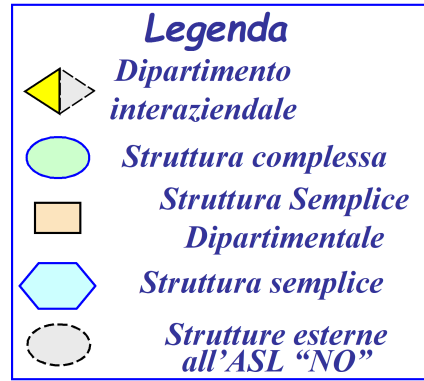 Legenda
Dipartimento
interaziendale
Struttura complessa
Struttura Semplice
Dipartimentale
Struttura semplice
Strutture esterne
all'ASL “NO”